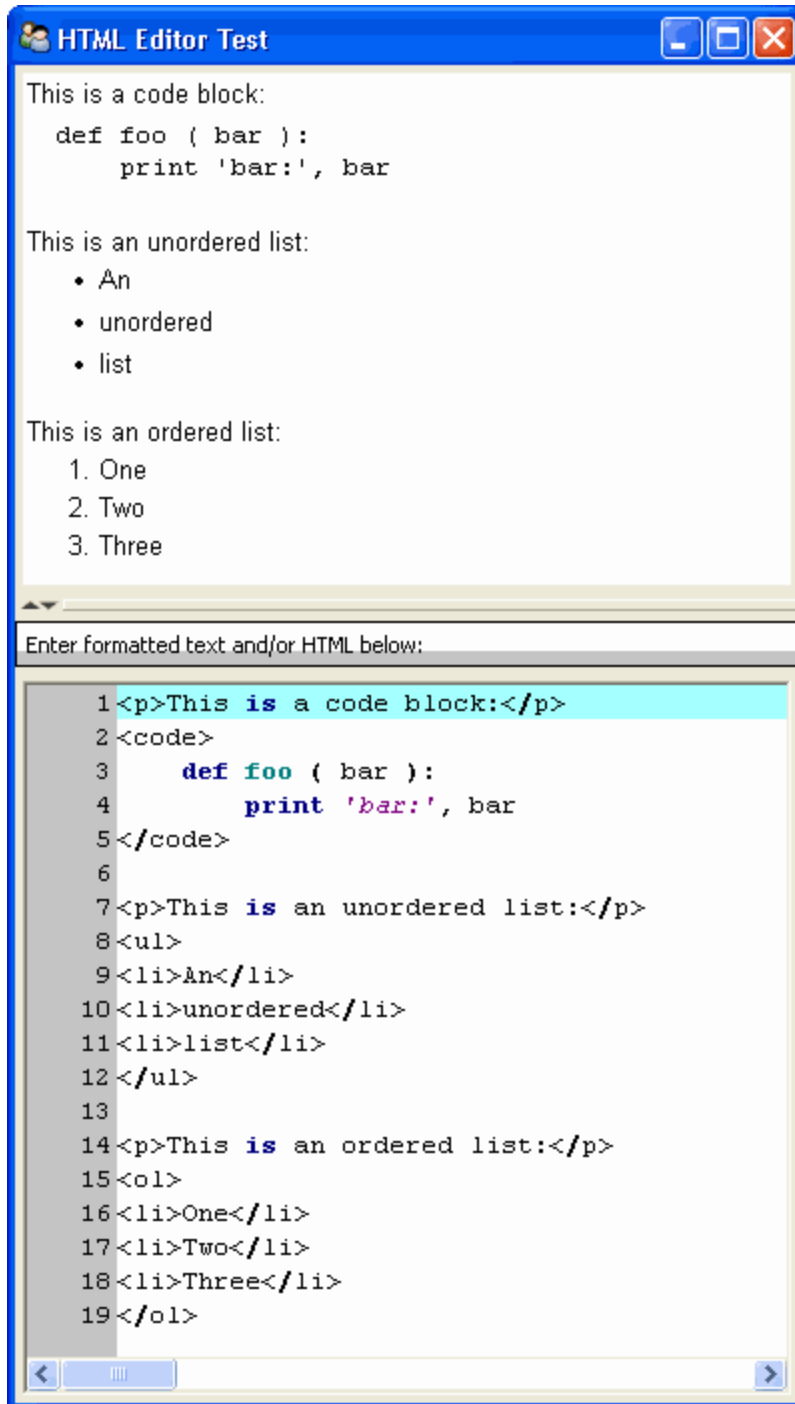 HTML Editor Test
This is a code block:
def foo ( bar ):
    print 'bar:', bar
This is an unordered list:
• An
• unordered
• list
This is an ordered list:
1. One
2. Two
3. Three
Enter formatted text and/or HTML below:
1 <p>This is a code block:</p>
2 <code>
3     def foo ( bar ):
4         print 'bar:', bar
5 </code>
6
7 <p>This is an unordered list:</p>
8 <ul>
9 <li>An</li>
10 <li>unordered</li>
11 <li>list</li>
12 </ul>
13
14 <p>This is an ordered list:</p>
15 <ol>
16 <li>One</li>
17 <li>Two</li>
18 <li>Three</li>
19 </ol>